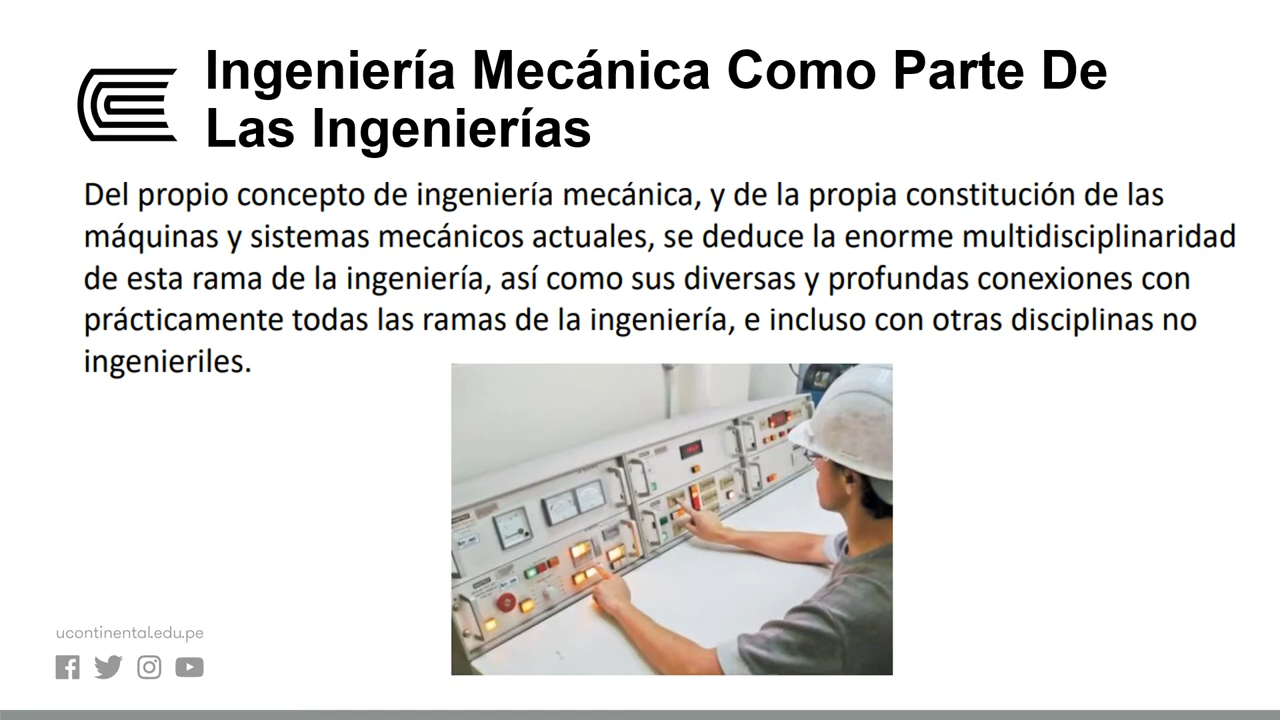 Ingeniería Mecánica Como Parte De
Las Ingenierías
Del propio concepto de ingeniería mecánica, y de la propia constitución de las
máquinas y sistemas mecánicos actuales, se deduce la enorme multidisciplinaridad
de esta rama de la ingeniería, así como sus diversas y profundas conexiones con
prácticamente todas las ramas de la ingeniería, e incluso con otras disciplinas no
ingenieriles.
ucontinental.edu.pe